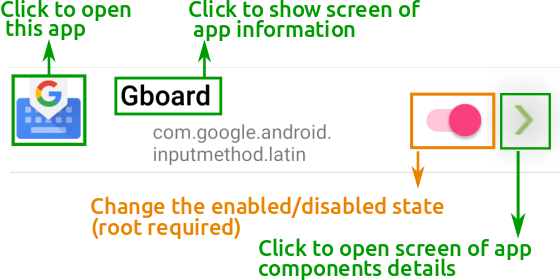 Click to open
this app
Click to show screen of
app information
G
Gboard
com.google.android.
inputmethod.latin
Change the enabled/disabled state
(root required)
Click to open screen of app
components details